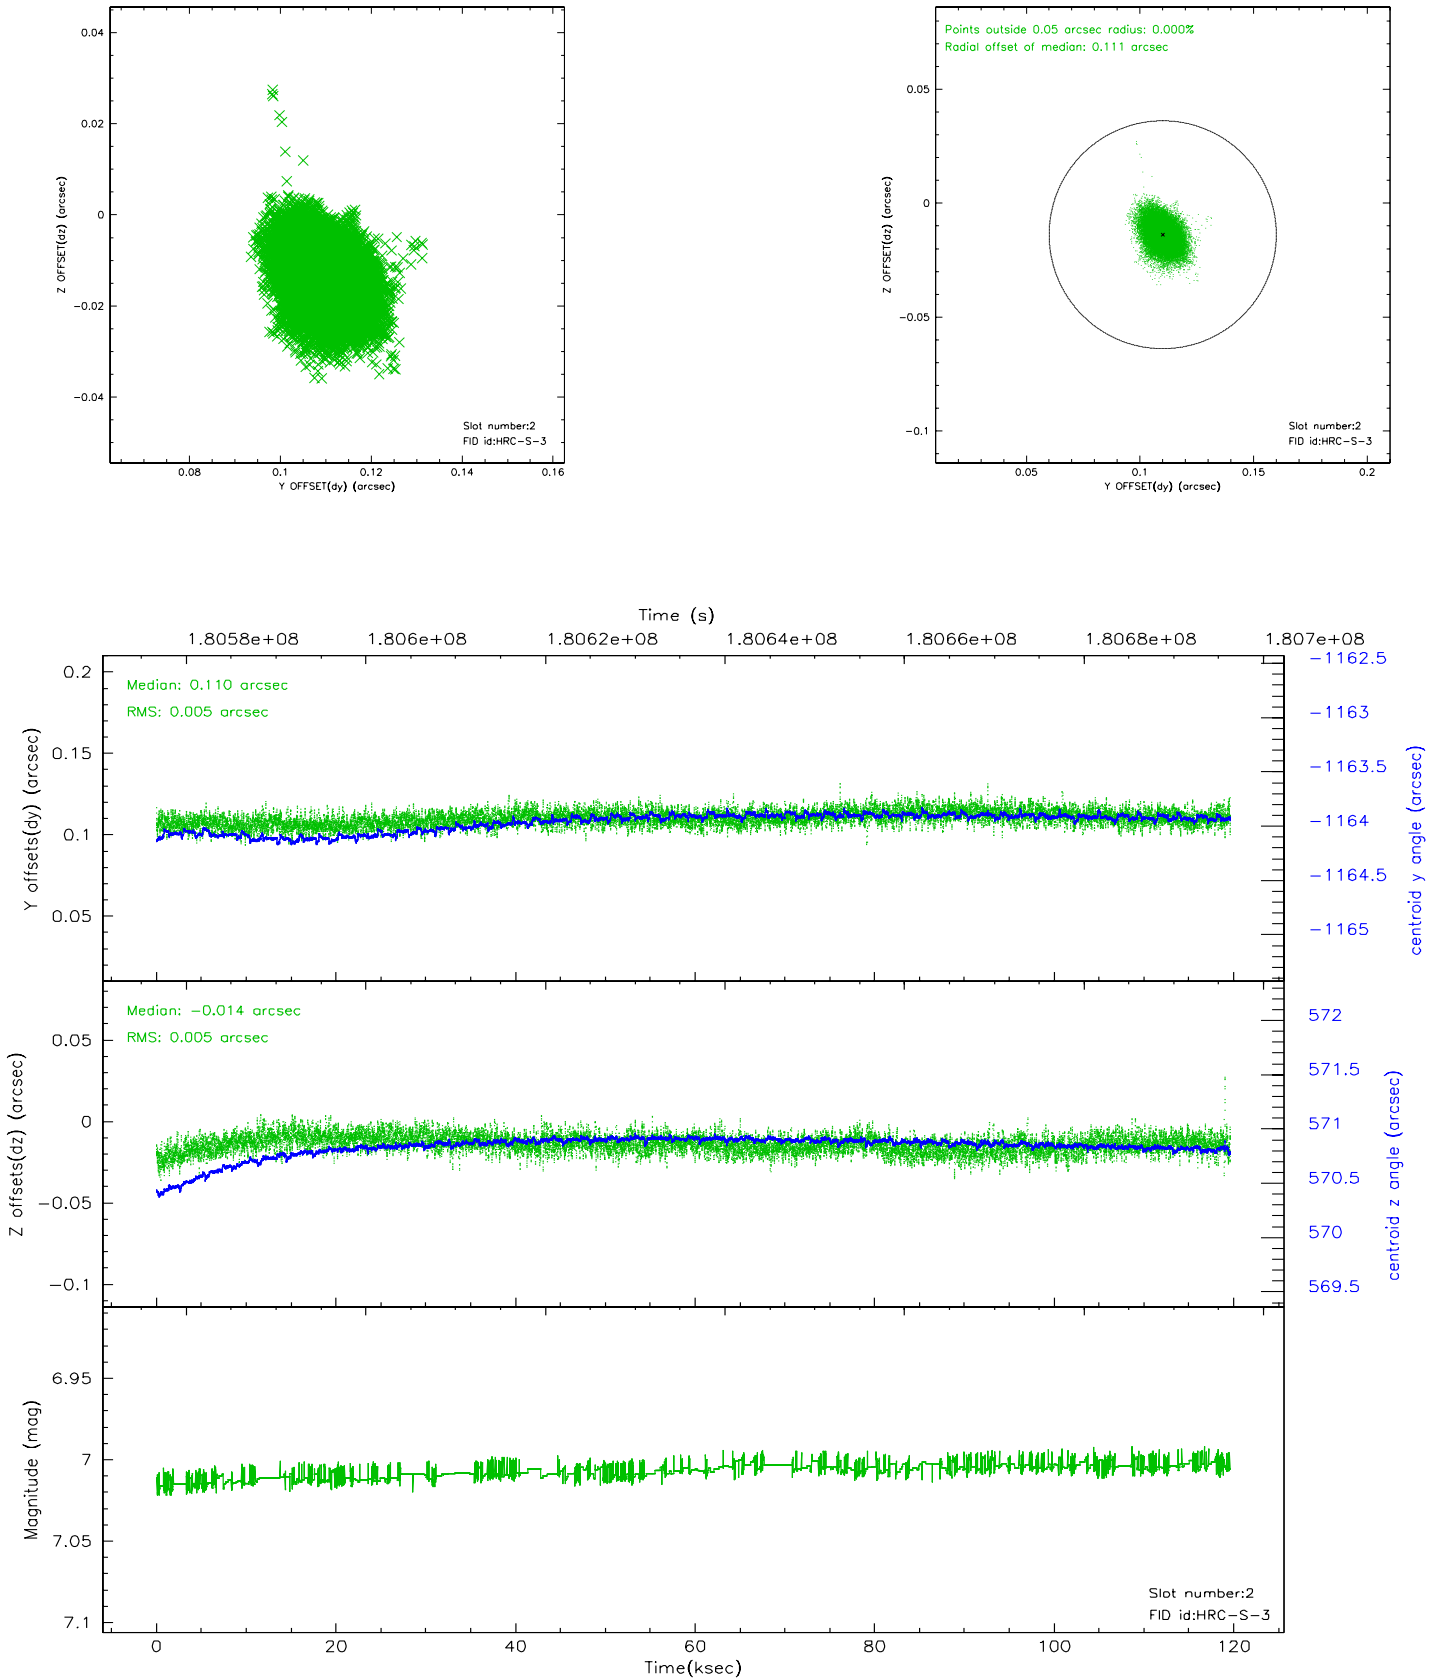 0.04
0.02
0
−0.02
−0.04
Z OFFSET(dz) (arcsec)
0.08
0.1
0.12
0.14
0.16
Y OFFSET(dy) (arcsec)
Slot number:2
FID id:HRC−S−3
Points outside 0.05 arcsec radius: 0.000%
Radial offset of median: 0.111 arcsec
0.05
0
−0.05
−0.1
Z OFFSET(dz) (arcsec)
0.05
0.1
0.15
0.2
Y OFFSET(dy) (arcsec)
Slot number:2
FID id:HRC−S−3
Time (s)
1.8058e+08
1.806e+08
1.8062e+08
1.8064e+08
1.8066e+08
1.8068e+08
1.807e+08
Median: 0.110 arcsec
RMS: 0.005 arcsec
0.2
0.15
0.1
0.05
Y offsets(dy) (arcsec)
−1162.5
−1163
−1163.5
−1164
−1164.5
−1165
centroid y angle (arcsec)
Median: −0.014 arcsec
RMS: 0.005 arcsec
0.05
0
−0.05
−0.1
Z offsets(dz) (arcsec)
572
571.5
571
570.5
570
569.5
centroid z angle (arcsec)
6.95
7
7.05
7.1
Magnitude (mag)
Slot number:2
FID id:HRC−S−3
0
20
40
60
80
100
120
Time(ksec)